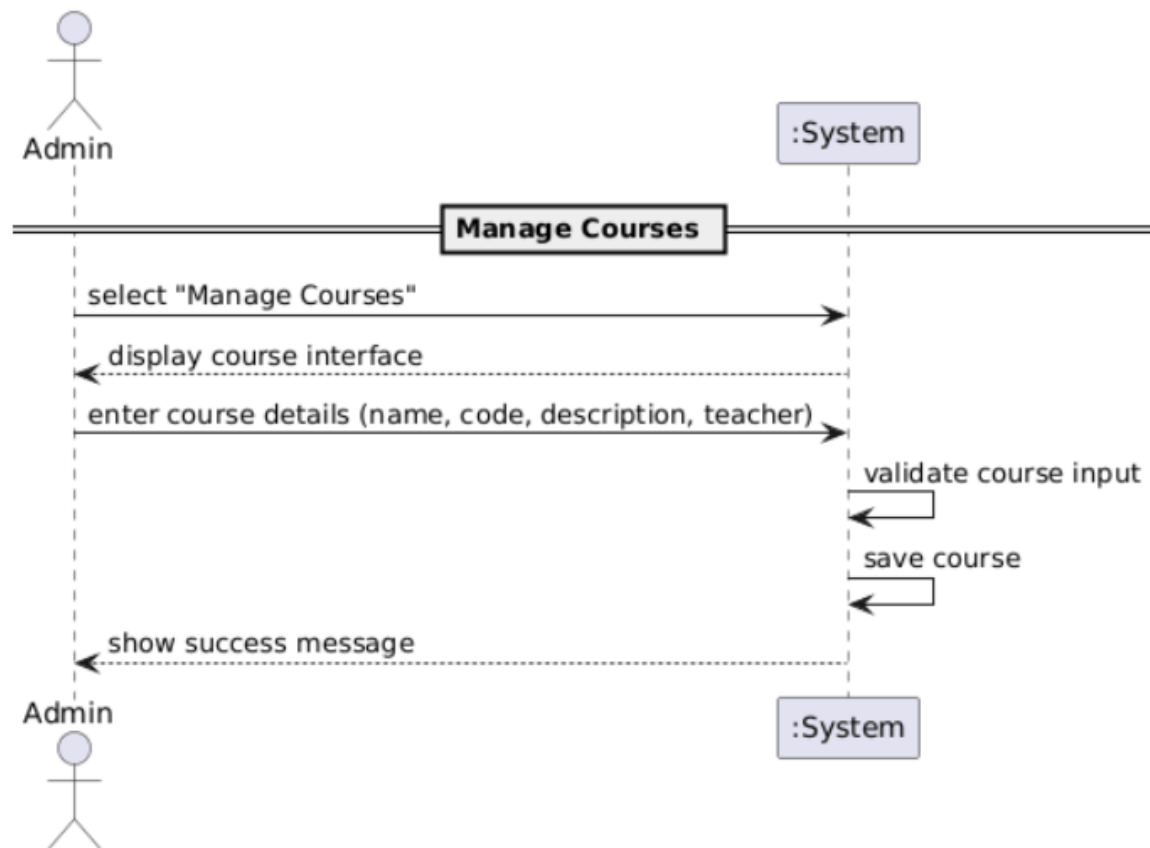 Admin
:System
Manage Courses
select "Manage Courses"
display course interface
enter course details (name, code, description, teacher)
validate course input
save course
show success message
Admin
:System